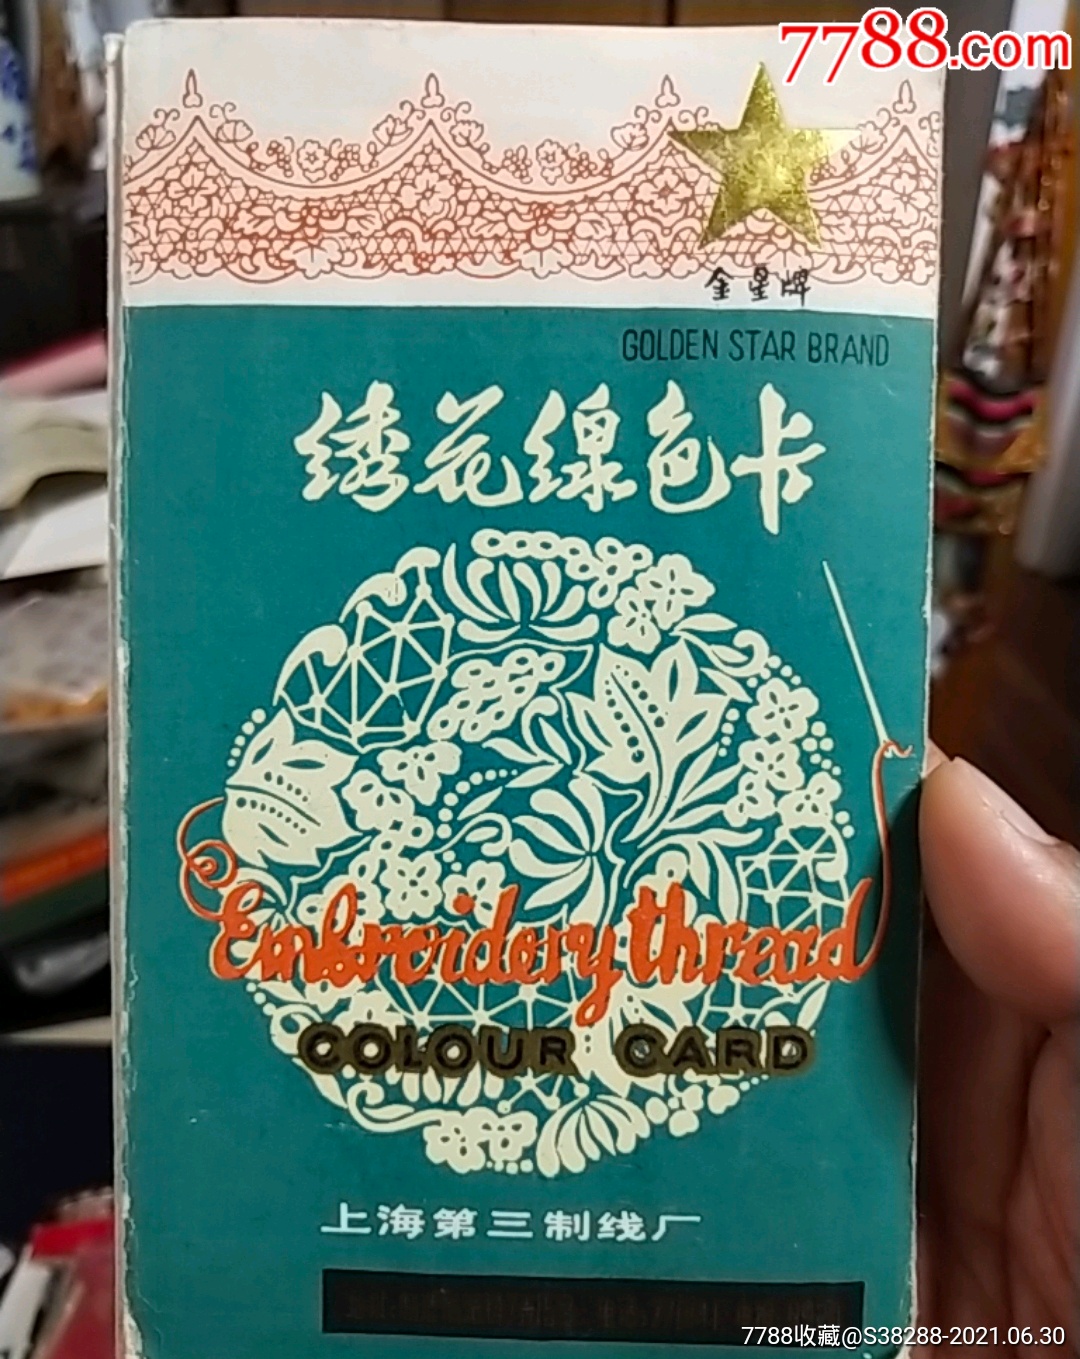 7788.com
金星牌
GOLDEN STAR BRAND
绣花線色卡
Embroidery thread
COLOUR CARD
上海第三制线厂
7788收藏@S38288-2021.06.30